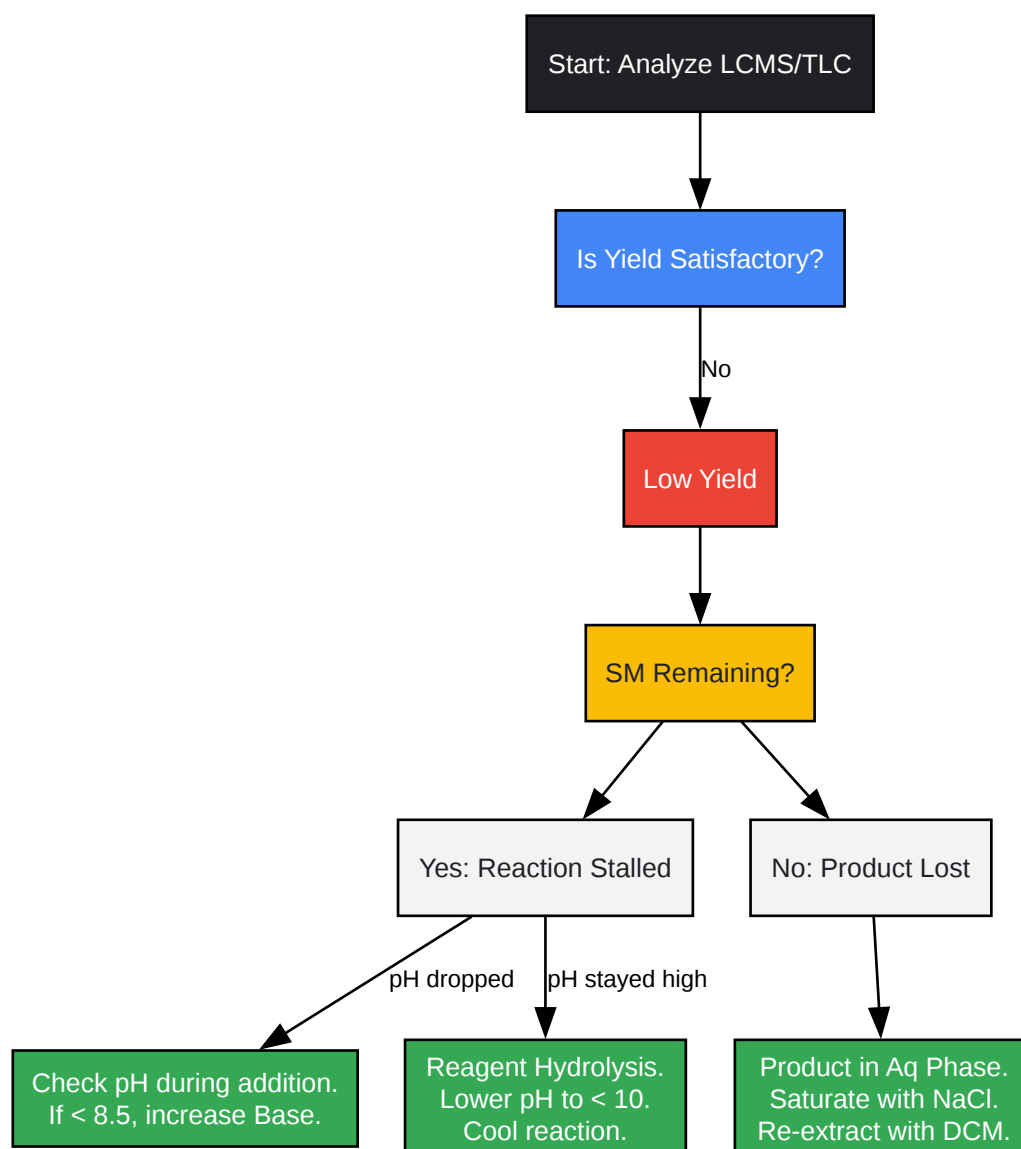 Start: Analyze LCMS/TLC
Is Yield Satisfactory?
No
Low Yield
SM Remaining?
Yes: Reaction Stalled
No: Product Lost
pH dropped
pH stayed high
Check pH during addition.
If < 8.5, increase Base.
Reagent Hydrolysis.
Lower pH to < 10.
Cool reaction.
Product in Aq Phase.
Saturate with NaCl.
Re-extract with DCM.